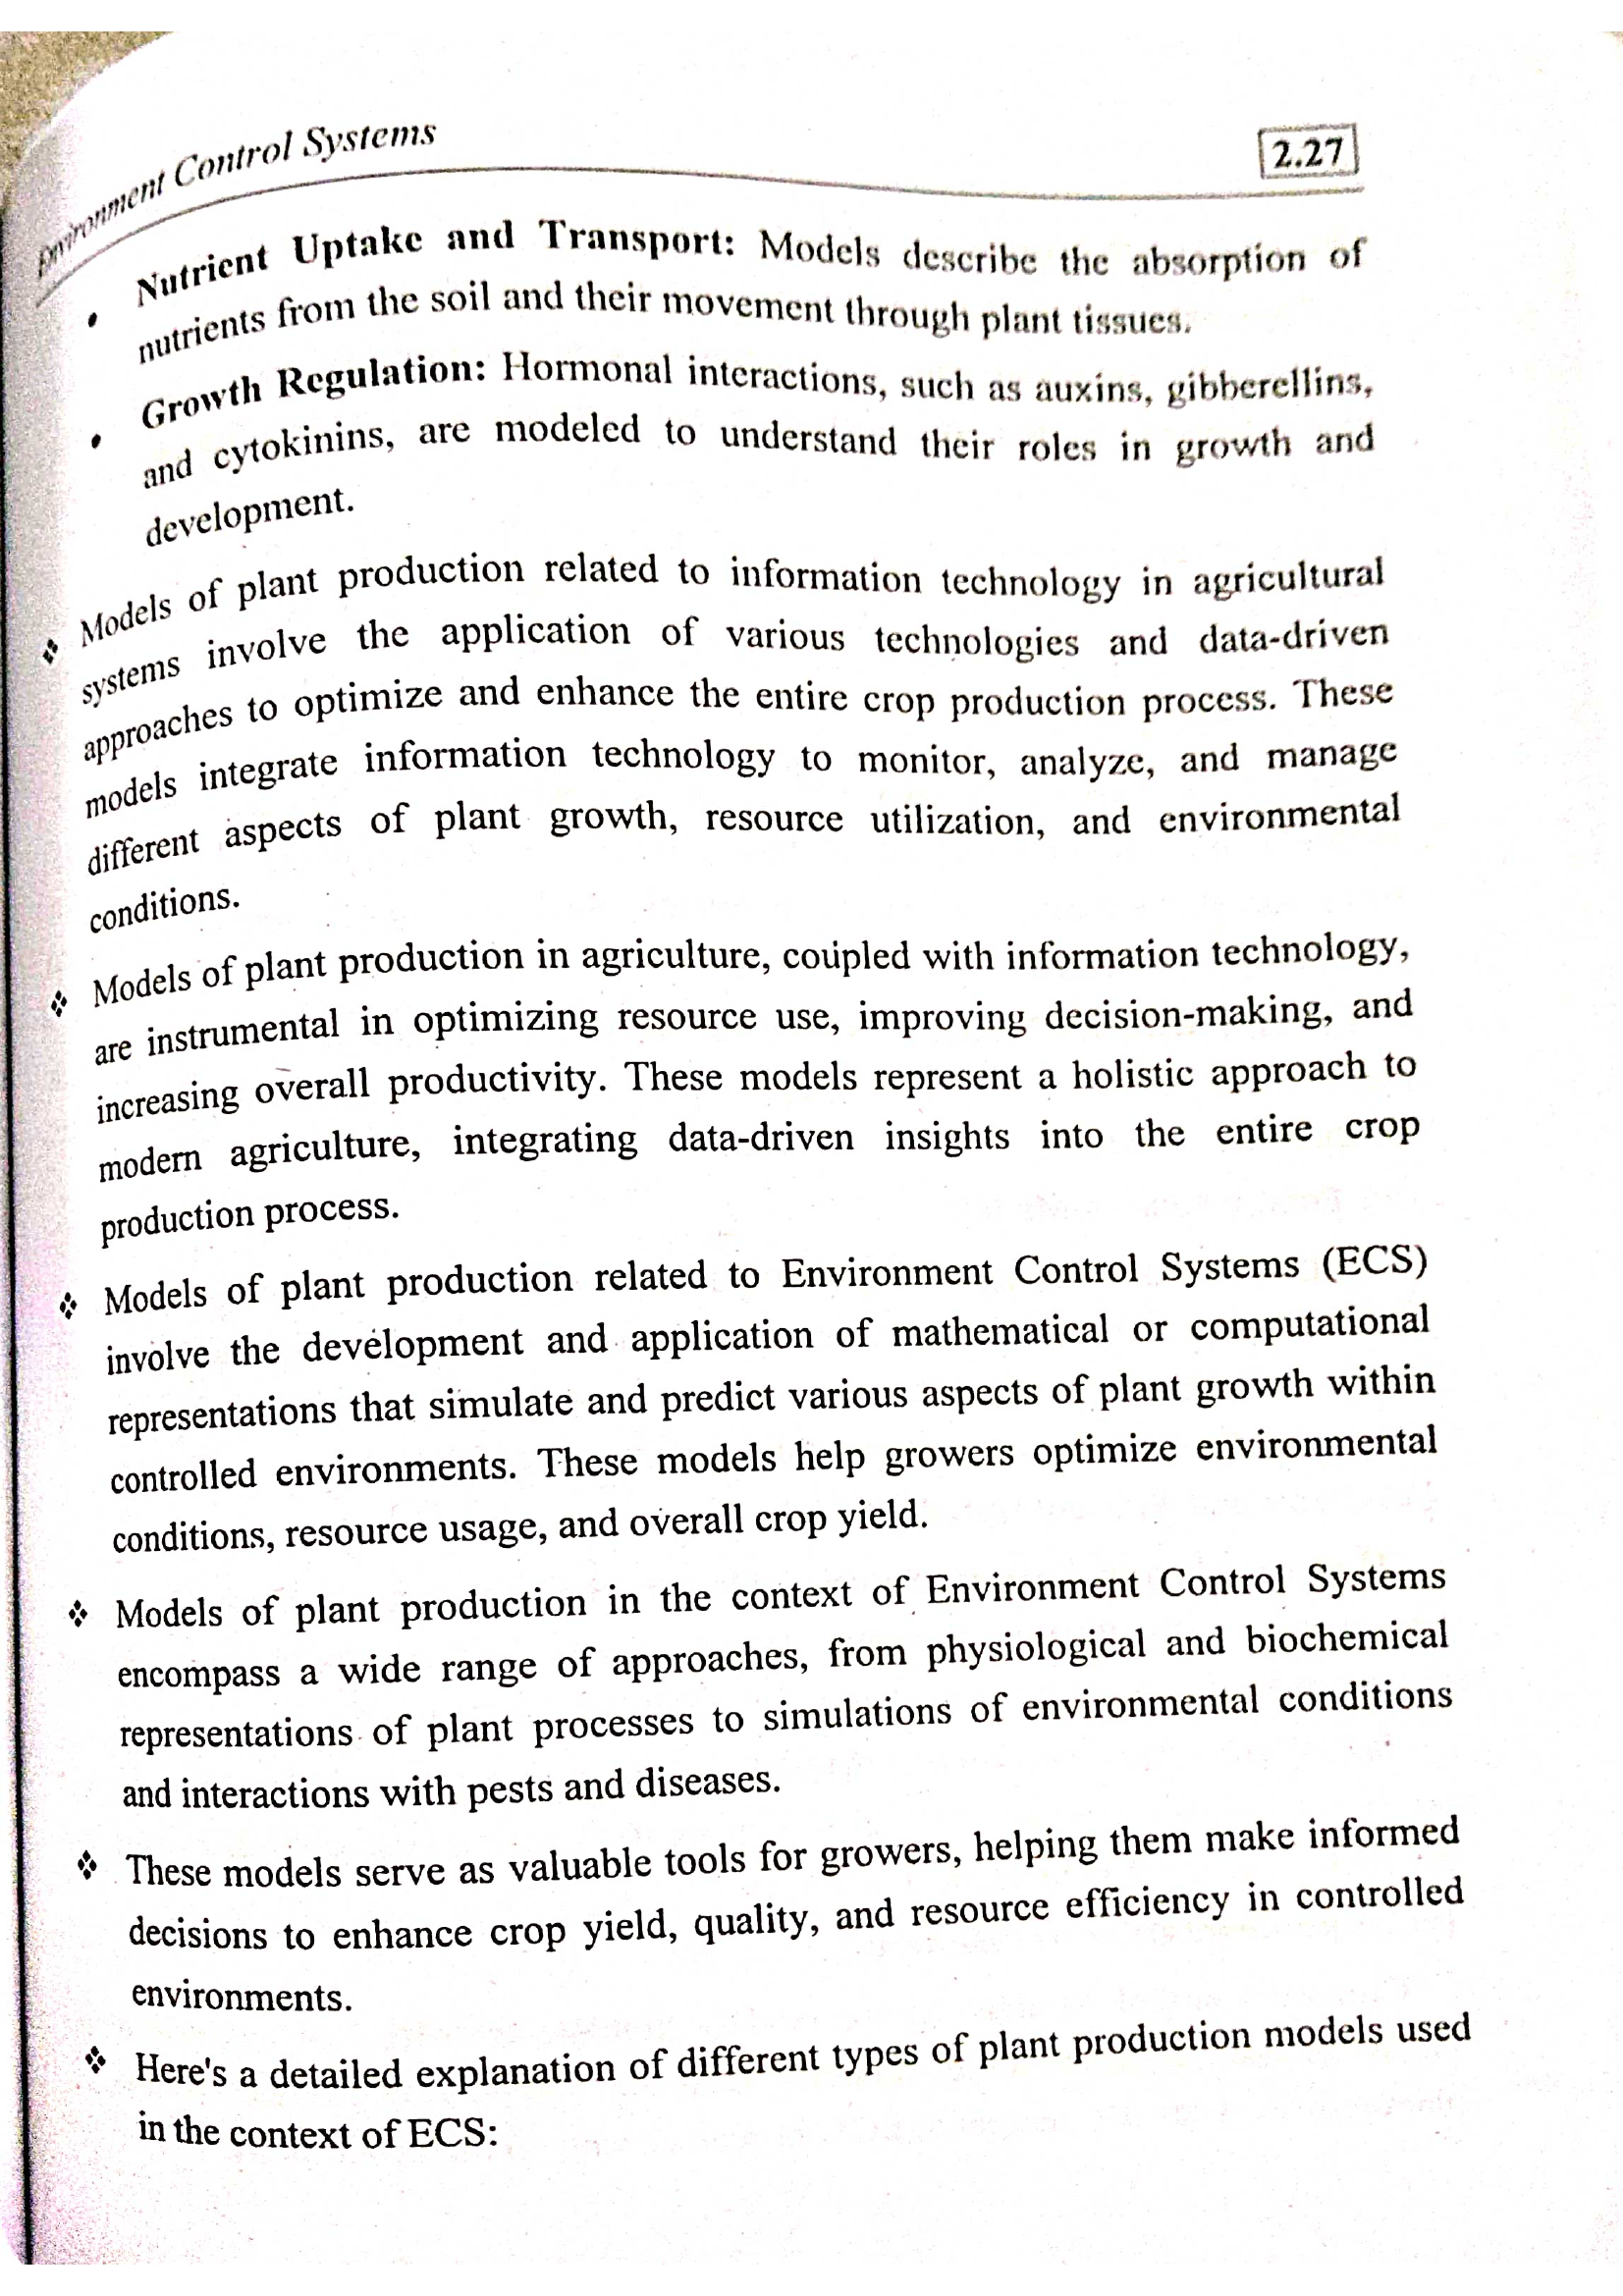 Environment Control Systems
2.27
• Nutrient Uptake and Transport: Models describe the absorption of
nutrients from the soil and their movement through plant tissues.
• Growth Regulation: Hormonal interactions, such as auxins, gibberellins,
and cytokinins, are modeled to understand their roles in growth and
development.
❖ Models of plant production related to information technology in agricultural
systems involve the application of various technologies and data-driven
approaches to optimize and enhance the entire crop production process. These
models integrate information technology to monitor, analyze, and manage
different aspects of plant growth, resource utilization, and environmental
conditions.
❖ Models of plant production in agriculture, coupled with information technology,
are instrumental in optimizing resource use, improving decision-making, and
increasing overall productivity. These models represent a holistic approach to
modern agriculture, integrating data-driven insights into the entire crop
production process.
❖ Models of plant production related to Environment Control Systems (ECS)
involve the development and application of mathematical or computational
representations that simulate and predict various aspects of plant growth within
controlled environments. These models help growers optimize environmental
conditions, resource usage, and overall crop yield.
❖ Models of plant production in the context of Environment Control Systems
encompass a wide range of approaches, from physiological and biochemical
representations of plant processes to simulations of environmental conditions
and interactions with pests and diseases.
❖ These models serve as valuable tools for growers, helping them make informed
decisions to enhance crop yield, quality, and resource efficiency in controlled
environments.
❖ Here's a detailed explanation of different types of plant production models used
in the context of ECS: